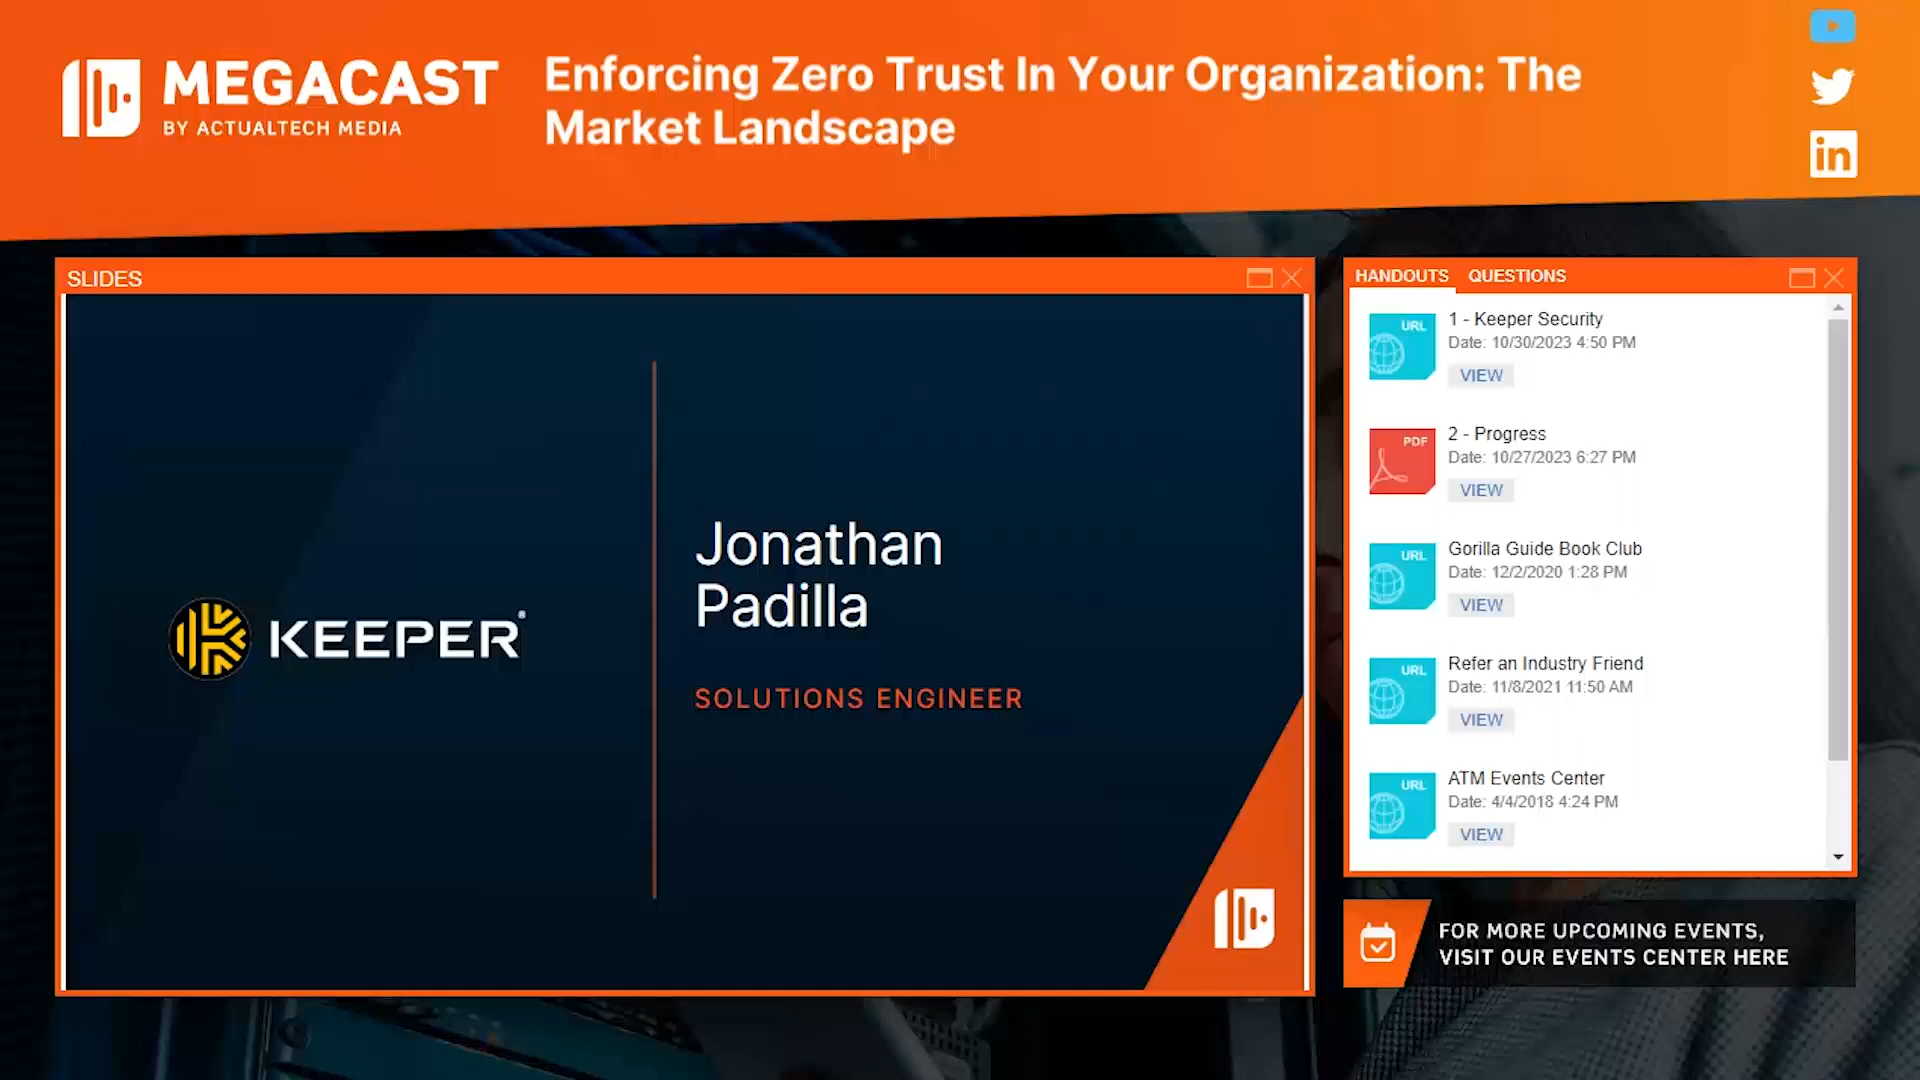 MEGACAST
BY ACTUALTECH MEDIA
Enforcing Zero Trust In Your Organization: The
Market Landscape
in
SLIDES
KEEPER
Jonathan
Padilla
SOLUTIONS ENGINEER
HANDOUTS QUESTIONS
URL
1 - Keeper Security
Date: 10/30/2023 4:50 PM
VIEW
PDF
2 - Progress
Date: 10/27/2023 6:27 PM
VIEW
URL
Gorilla Guide Book Club
Date: 12/2/2020 1:28 PM
VIEW
URL
Refer an Industry Friend
Date: 11/8/2021 11:50 AM
VIEW
URL
ATM Events Center
Date: 4/4/2018 4:24 PM
VIEW
FOR MORE UPCOMING EVENTS,
VISIT OUR EVENTS CENTER HERE